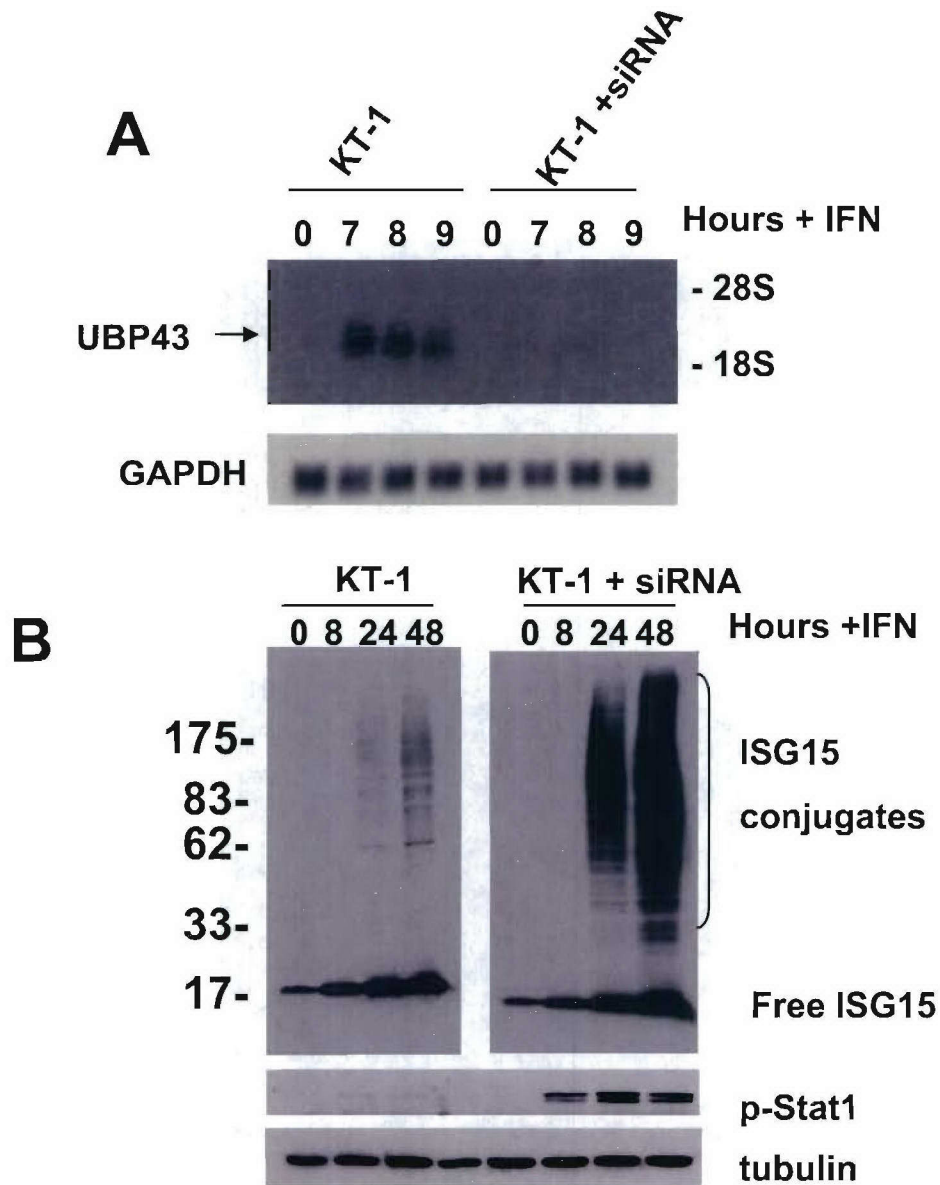 A
KT-1
KT-1 +siRNA
0 7 8 9 0 7 8 9 Hours + IFN
- 28S
UBP43
- 18S
GAPDH
B
KT-1
KT-1 + siRNA
0 8 24 48 0 8 24 48 Hours +IFN
175-
ISG15
83-
conjugates
62-
33-
17-
Free ISG15
p-Stat1
tubulin